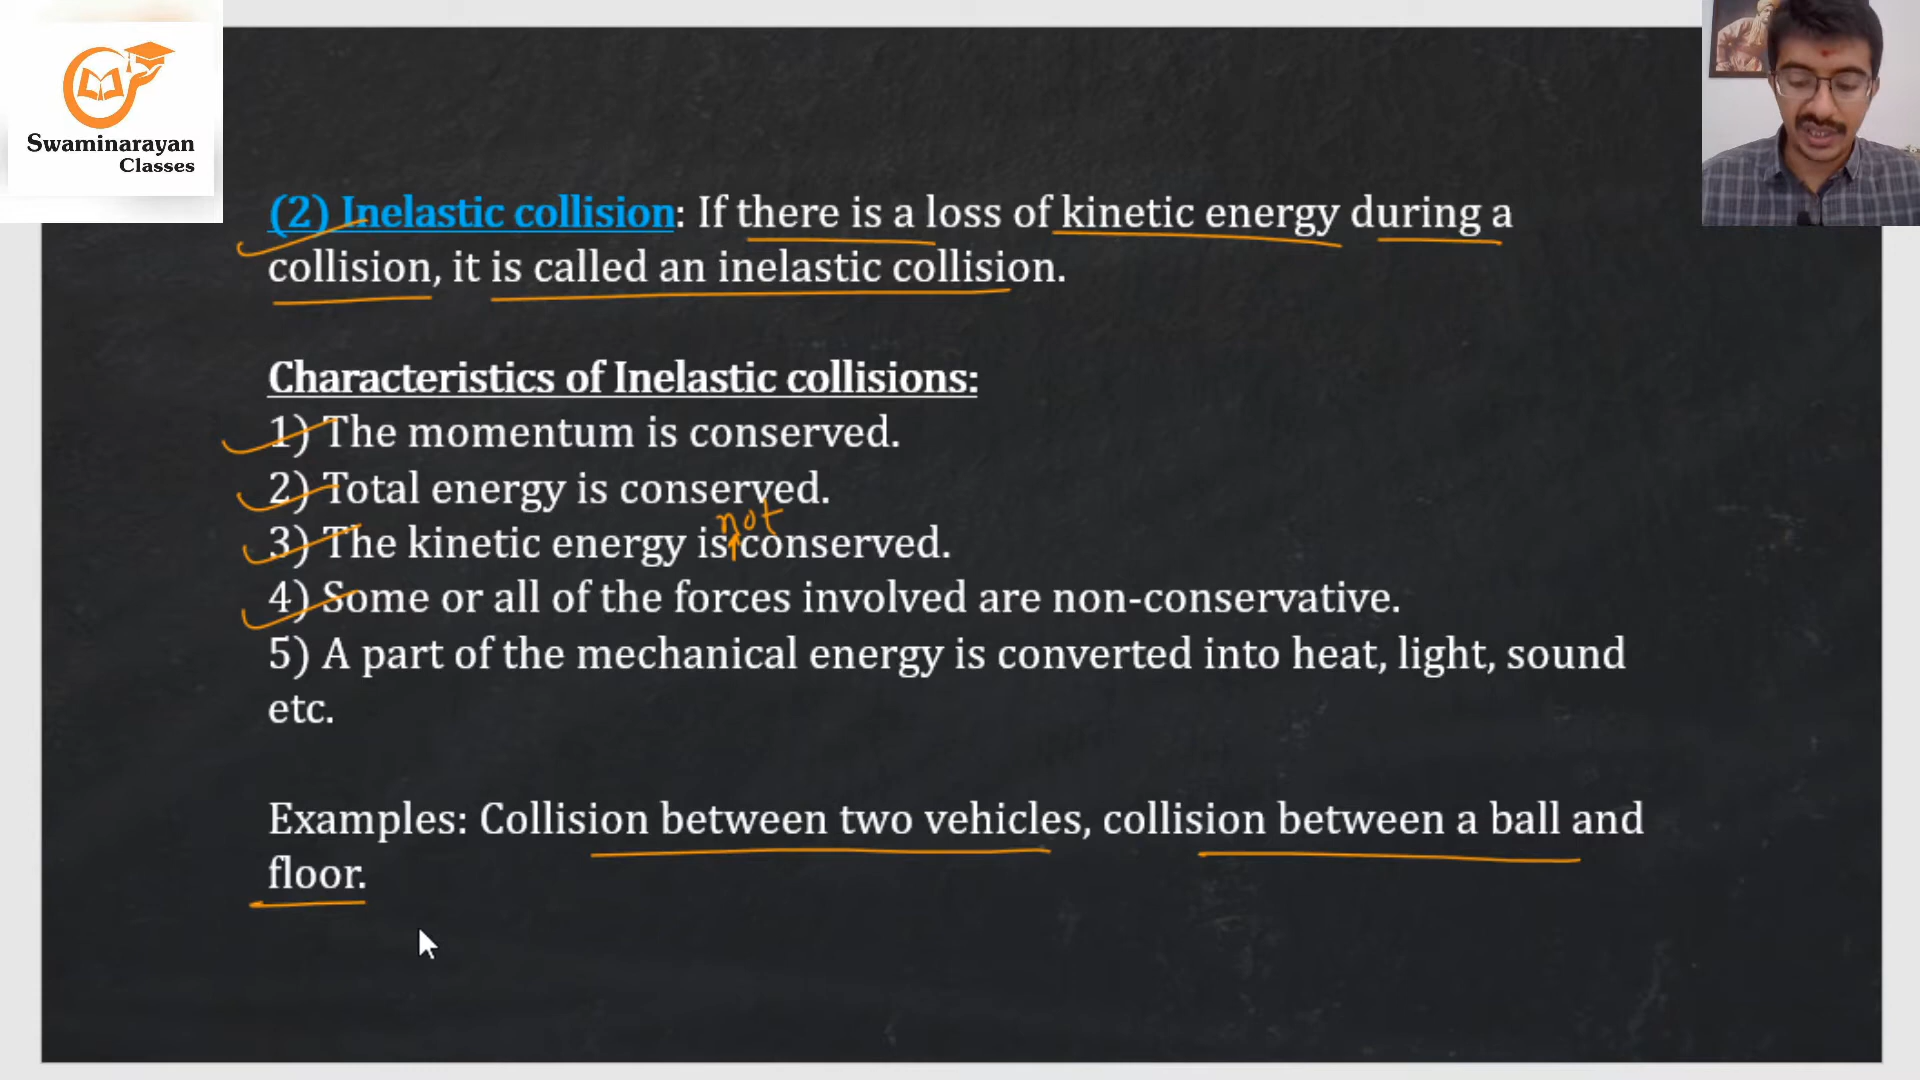 Swaminarayan
Classes
(2) Inelastic collision: If there is a loss of kinetic energy during a
collision, it is called an inelastic collision.
Characteristics of Inelastic collisions:
1) The momentum is conserved.
2) Total energy is conserved.
not
3) The kinetic energy is conserved.
4) Some or all of the forces involved are non-conservative.
5) A part of the mechanical energy is converted into heat, light, sound
etc.
Examples: Collision between two vehicles, collision between a ball and
floor.